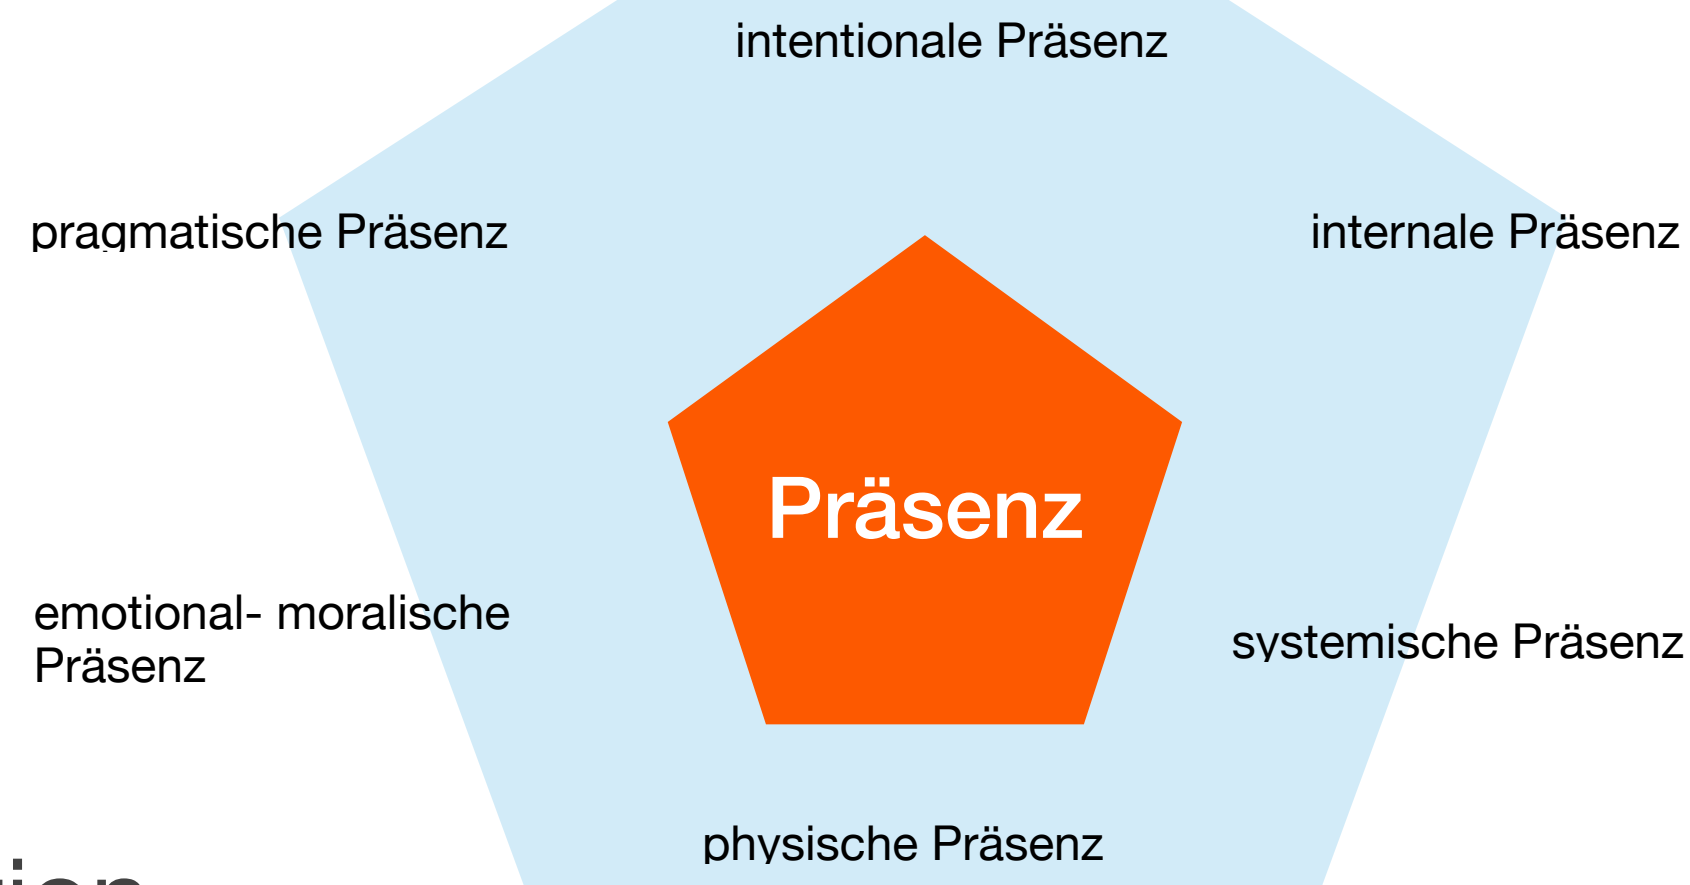 intentionale Präsenz
pragmatische Präsenz
internale Präsenz
Präsenz
emotional- moralische
Präsenz
systemische Präsenz
physische Präsenz